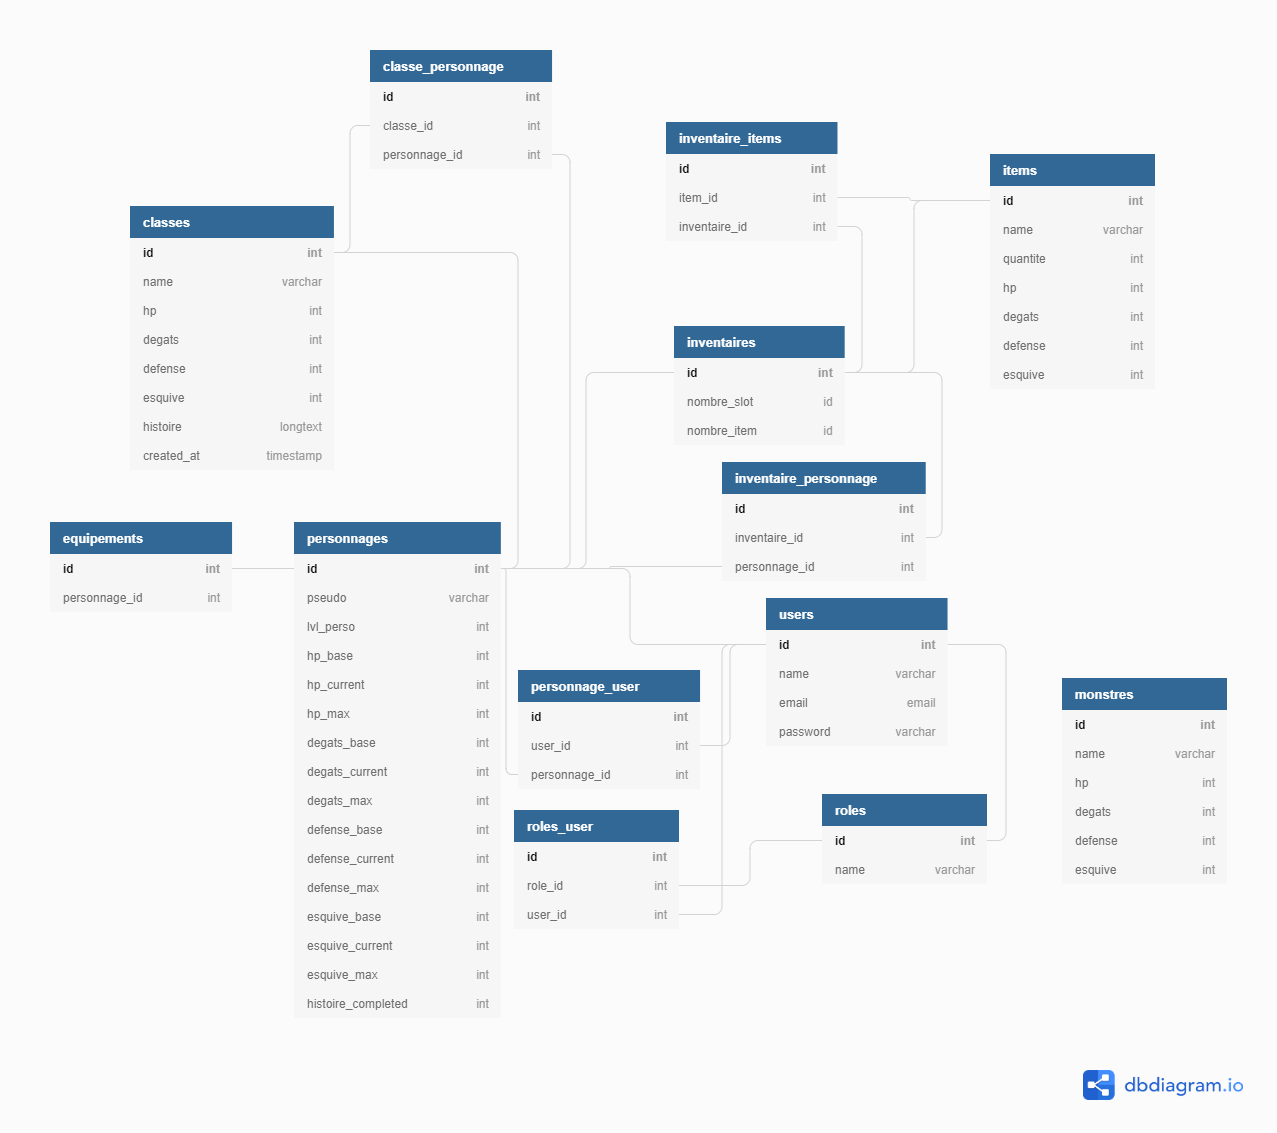 classe_personnage
id int
classe_id int
personnage_id int
inventaire_items
id int
item_id int
inventaire_id int
items
id int
name varchar
quantite int
hp int
degats int
defense int
esquive int
classes
id int
name varchar
hp int
degats int
defense int
esquive int
histoire longtext
created_at timestamp
inventaires
id int
nombre_slot id
nombre_item id
inventaire_personnage
id int
inventaire_id int
personnage_id int
equipements
id int
personnage_id int
personnages
id int
pseudo varchar
lvl_perso int
hp_base int
hp_current int
hp_max int
degats_base int
degats_current int
degats_max int
defense_base int
defense_current int
defense_max int
esquive_base int
esquive_current int
esquive_max int
histoire_completed int
users
id int
name varchar
email email
password varchar
personnage_user
id int
user_id int
personnage_id int
monstres
id int
name varchar
hp int
degats int
defense int
esquive int
roles
id int
name varchar
roles_user
id int
role_id int
user_id int
dbdiagram.io